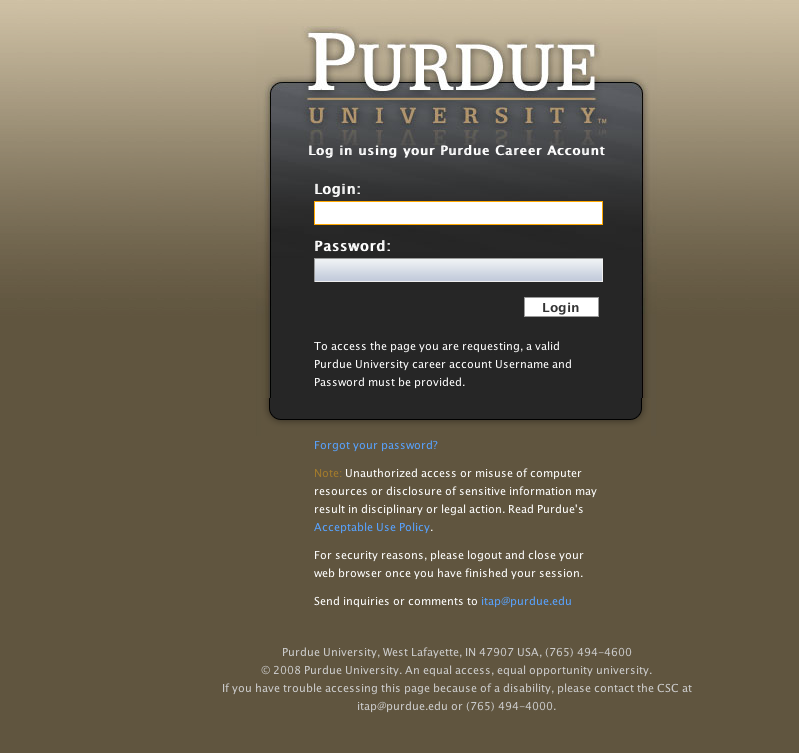 PURDUE
UNIVERSITY™
Log in using your Purdue Career Account
Login:
Password:
Login
To access the page you are requesting, a valid
Purdue University career account Username and
Password must be provided.
Forgot your password?
Note: Unauthorized access or misuse of computer
resources or disclosure of sensitive information may
result in disciplinary or legal action. Read Purdue's
Acceptable Use Policy.
For security reasons, please logout and close your
web browser once you have finished your session.
Send inquiries or comments to itap@purdue.edu
Purdue University, West Lafayette, IN 47907 USA, (765) 494-4600
© 2008 Purdue University. An equal access, equal opportunity university.
If you have trouble accessing this page because of a disability, please contact the CSC at
itap@purdue.edu or (765) 494-4000.